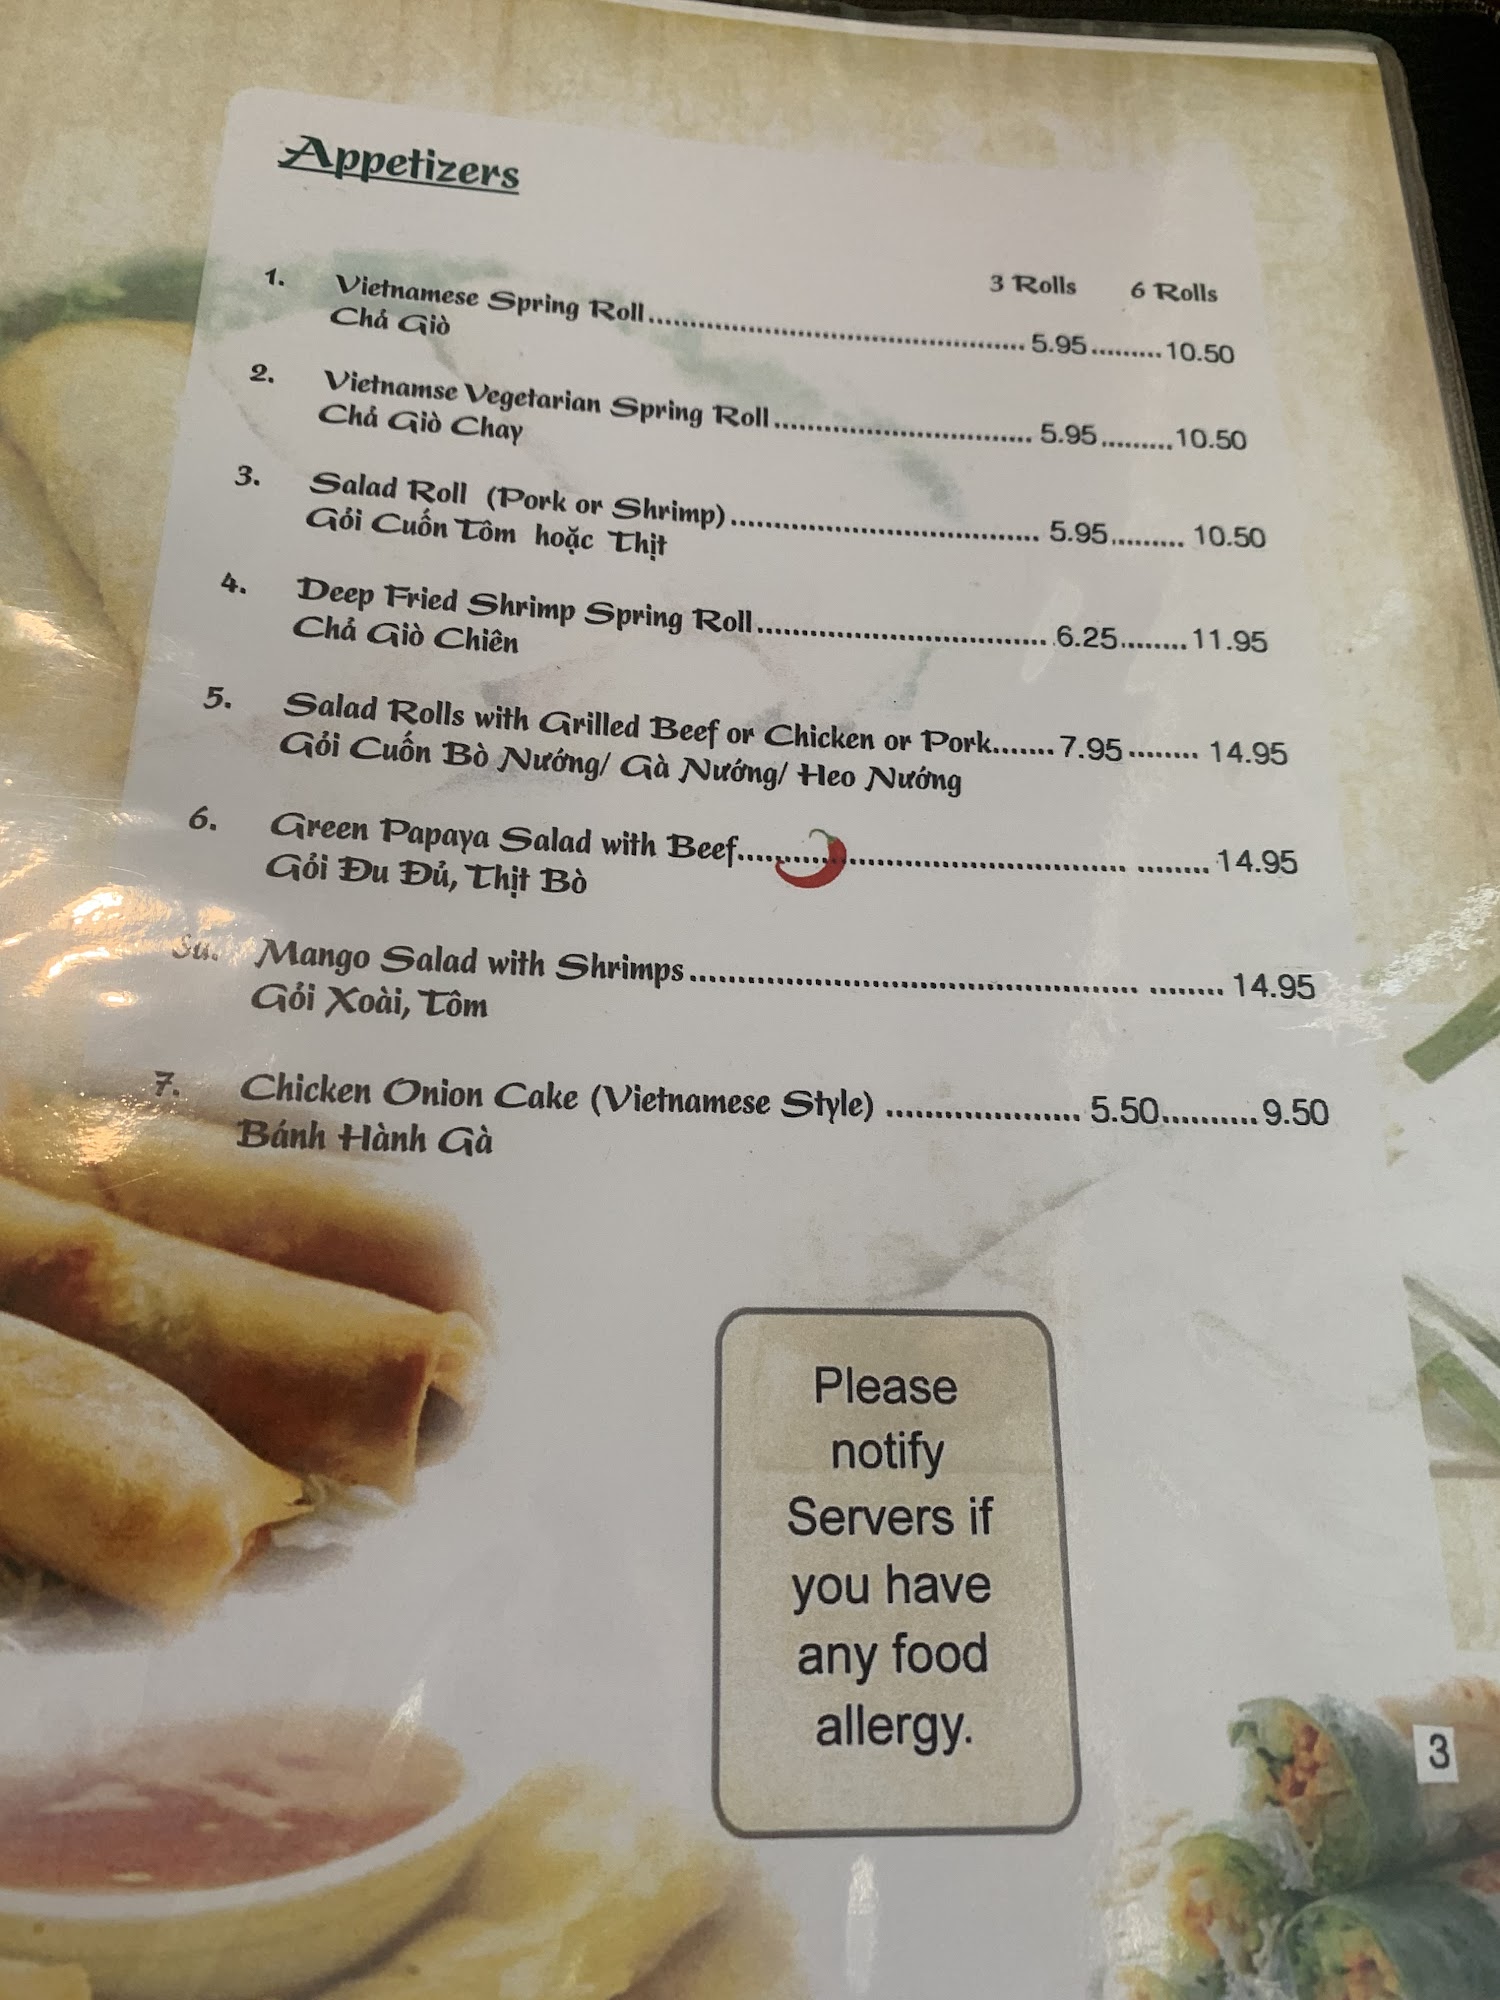 Appetizers
3 Rolls 6 Rolls
1. Vietnamese Spring Roll........................................................5.95.........10.50
Chả Giò
2. Vietnamse Vegetarian Spring Roll...............................5.95.........10.50
Chả Giò Chay
3. Salad Roll (Pork or Shrimp).....................................5.95.........10.50
Gỏi Cuốn Tôm hoặc Thịt
4. Deep Fried Shrimp Spring Roll...................................6.25........11.95
Chả Giò Chiên
5. Salad Rolls with Grilled Beef or Chicken or Pork.......7.95........14.95
Gỏi Cuốn Bò Nướng/ Gà Nướng/ Heo Nướng
6. Green Papaya Salad with Beef............................................... ........14.95
Gỏi Đu Đủ, Thịt Bò
Mango Salad with Shrimps..................................................... ........14.95
Gỏi Xoài, Tôm
7. Chicken Onion Cake (Vietnamese Style) ....................5.50..........9.50
Bánh Hành Gà
Please
notify
Servers if
you have
any food
allergy.
3